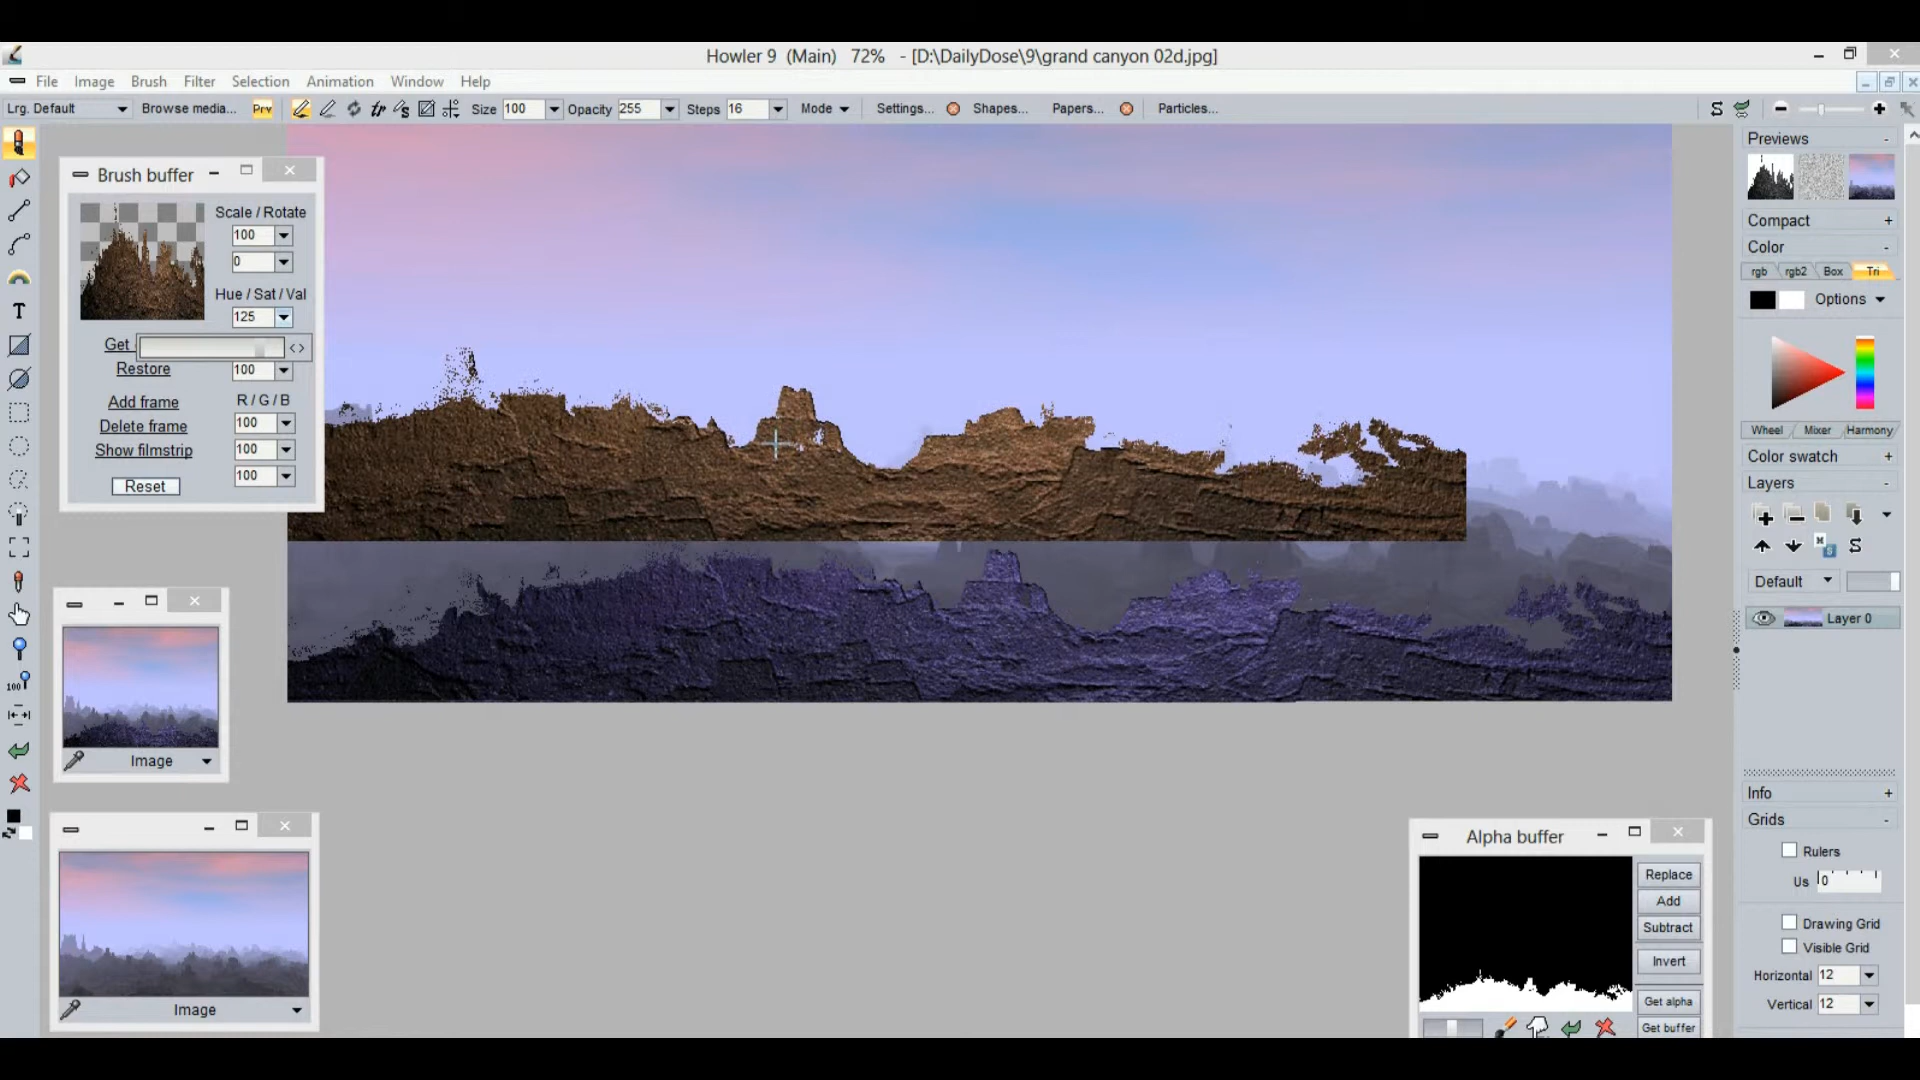 Howler 9 (Main) 72% - [D:\DailyDose\9\grand canyon 02d.jpg]
File Image Brush Filter Selection Animation Window Help
Lrg. Default Browse media... Prv Size 100 Opacity 255 Steps 16 Mode Settings... Shapes... Papers... Particles...
Brush buffer
Scale / Rotate
100
0
Hue / Sat / Val
125
Get
Restore
100
Add frame
R / G / B
Delete frame
100
Show filmstrip
100
Reset
100
T
100
Image
Image
Previews
Compact
Color
rgb rgb2 Box Tri
Options
Wheel Mixer Harmony
Color swatch
Layers
Default
Layer 0
Info
Grids
Rulers
Us 0
Drawing Grid
Visible Grid
Horizontal 12
Vertical 12
Alpha buffer
Replace
Add
Subtract
Invert
Get alpha
Get buffer